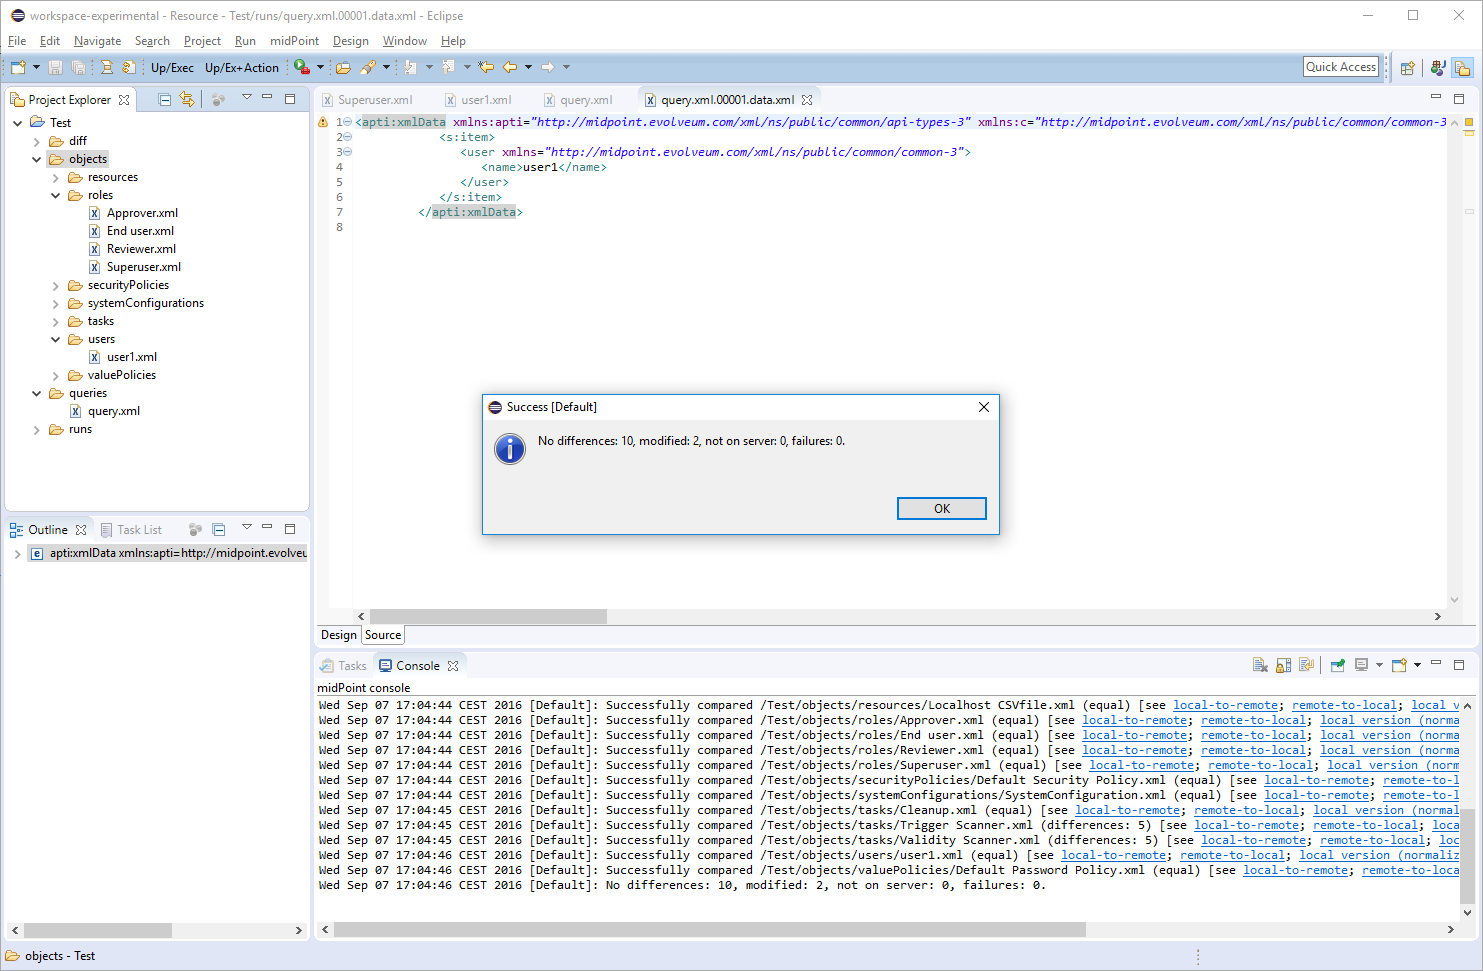 workspace-experimental - Resource - Test/runs/query.xml.00001.data.xml - Eclipse
File Edit Navigate Search Project Run midPoint Design Window Help
Up/Exec Up/Ex+Action Quick Access
Project Explorer
Test
diff
objects
resources
roles
Approver.xml
End user.xml
Reviewer.xml
Superuser.xml
securityPolicies
systemConfigurations
tasks
users
user1.xml
valuePolicies
queries
query.xml
runs
Outline Task List
apti:xmlData xmlns:apti=http://midpoint.evolveu
Superuser.xml user1.xml query.xml query.xml.00001.data.xml
1 <apti:xmlData xmlns:apti="http://midpoint.evolveum.com/xml/ns/public/common/api-types-3" xmlns:c="http://midpoint.evolveum.com/xml/ns/public/common/common-3
2 <s:item>
3 <user xmlns="http://midpoint.evolveum.com/xml/ns/public/common/common-3">
4 <name>user1</name>
5 </user>
6 </s:item>
7 </apti:xmlData>
8
Success [Default]
No differences: 10, modified: 2, not on server: 0, failures: 0.
OK
Design Source
Tasks Console
midPoint console
Wed Sep 07 17:04:44 CEST 2016 [Default]: Successfully compared /Test/objects/resources/Localhost CSVfile.xml (equal) [see local-to-remote; remote-to-local; local v
Wed Sep 07 17:04:44 CEST 2016 [Default]: Successfully compared /Test/objects/roles/Approver.xml (equal) [see local-to-remote; remote-to-local; local version (norma
Wed Sep 07 17:04:44 CEST 2016 [Default]: Successfully compared /Test/objects/roles/End user.xml (equal) [see local-to-remote; remote-to-local; local version (norma
Wed Sep 07 17:04:44 CEST 2016 [Default]: Successfully compared /Test/objects/roles/Reviewer.xml (equal) [see local-to-remote; remote-to-local; local version (norma
Wed Sep 07 17:04:44 CEST 2016 [Default]: Successfully compared /Test/objects/roles/Superuser.xml (equal) [see local-to-remote; remote-to-local; local version (norm
Wed Sep 07 17:04:44 CEST 2016 [Default]: Successfully compared /Test/objects/securityPolicies/Default Security Policy.xml (equal) [see local-to-remote; remote-to-l
Wed Sep 07 17:04:44 CEST 2016 [Default]: Successfully compared /Test/objects/systemConfigurations/SystemConfiguration.xml (equal) [see local-to-remote; remote-to-l
Wed Sep 07 17:04:45 CEST 2016 [Default]: Successfully compared /Test/objects/tasks/Cleanup.xml (equal) [see local-to-remote; remote-to-local; local version (normal
Wed Sep 07 17:04:45 CEST 2016 [Default]: Successfully compared /Test/objects/tasks/Trigger Scanner.xml (differences: 5) [see local-to-remote; remote-to-local; loca
Wed Sep 07 17:04:45 CEST 2016 [Default]: Successfully compared /Test/objects/tasks/Validity Scanner.xml (differences: 5) [see local-to-remote; remote-to-local; loc
Wed Sep 07 17:04:46 CEST 2016 [Default]: Successfully compared /Test/objects/users/user1.xml (equal) [see local-to-remote; remote-to-local; local version (normaliz
Wed Sep 07 17:04:46 CEST 2016 [Default]: Successfully compared /Test/objects/valuePolicies/Default Password Policy.xml (equal) [see local-to-remote; remote-to-loca
Wed Sep 07 17:04:46 CEST 2016 [Default]: No differences: 10, modified: 2, not on server: 0, failures: 0.
objects - Test